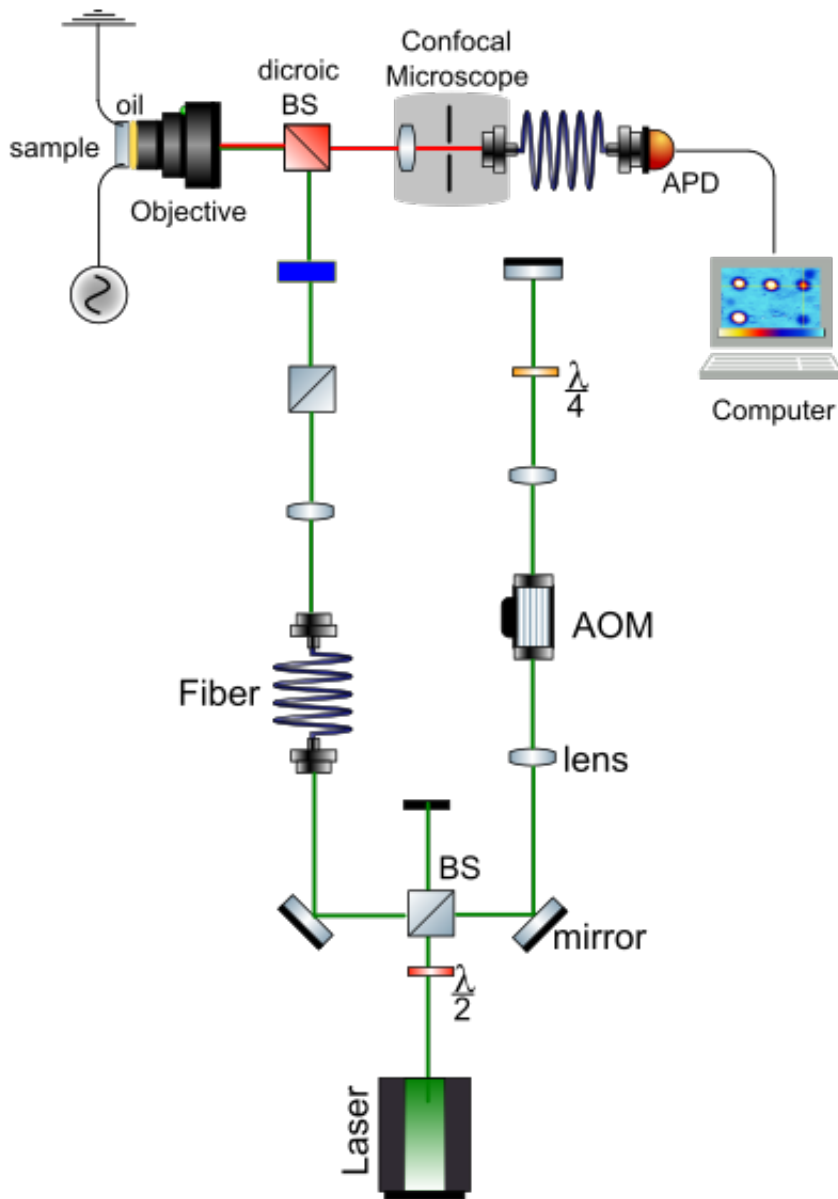 Confocal
Microscope
dicroic
BS
oil
sample
Objective
APD
λ
4
Computer
AOM
Fiber
lens
BS
mirror
λ
2
Laser